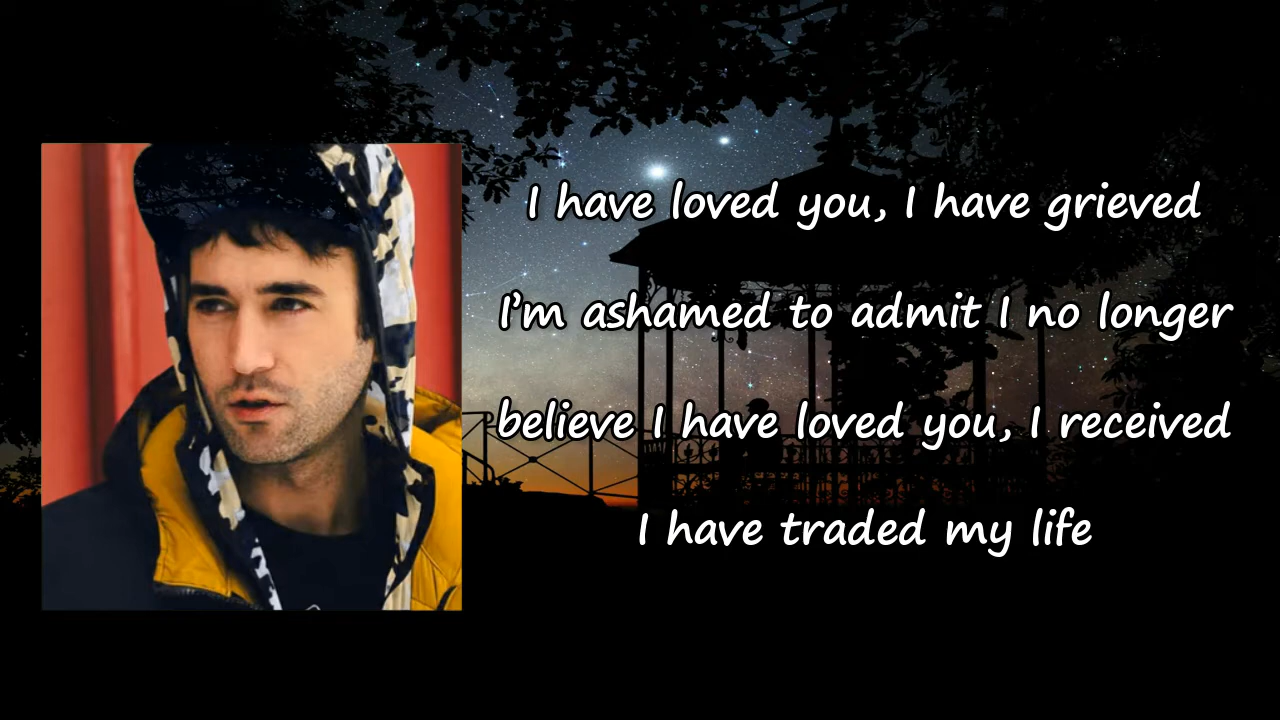 I have loved you, I have grieved
I'm ashamed to admit I no longer
believe I have loved you, I received
I have traded my life